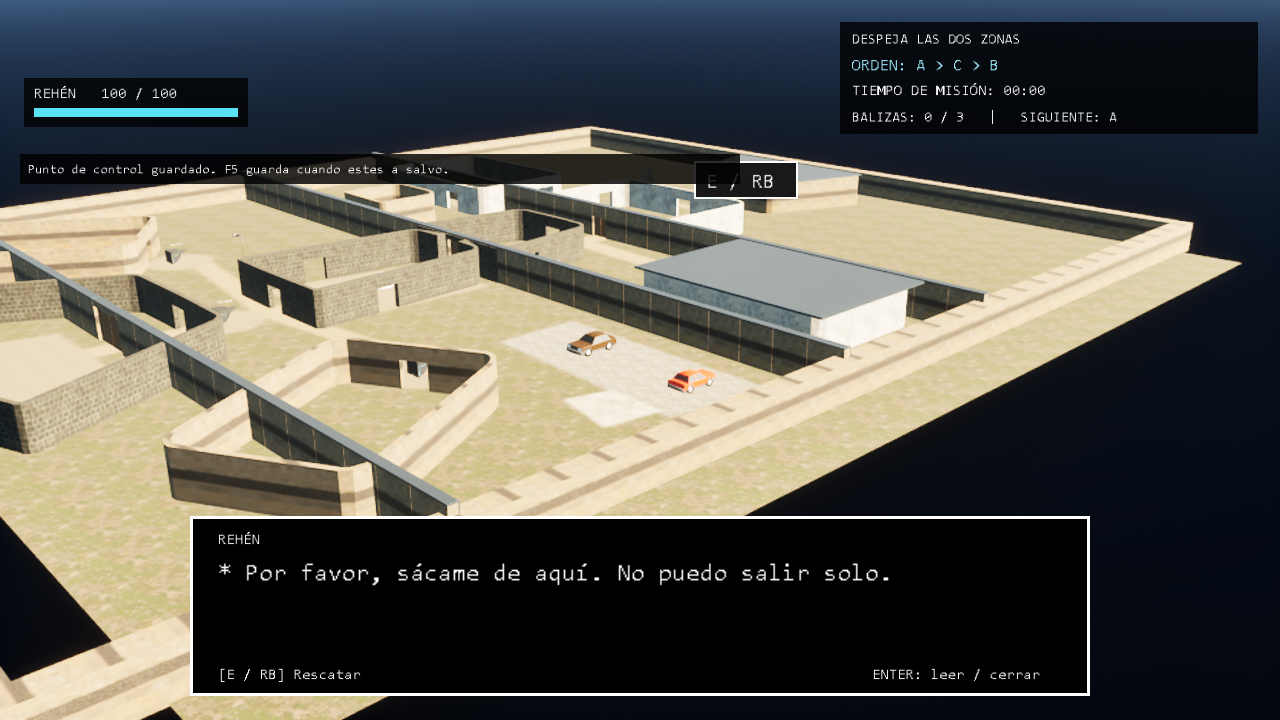 DESPEJA LAS DOS ZONAS
ORDEN: A > C > B
TIEMPO DE MISIÓN: 00:00
BALIZAS: 0 / 3 | SIGUIENTE: A
REHÉN 100 / 100
Punto de control guardado. F5 guarda cuando estes a salvo.
E / RB
REHÉN
* Por favor, sácame de aquí. No puedo salir solo.
[E / RB] Rescatar
ENTER: leer / cerrar